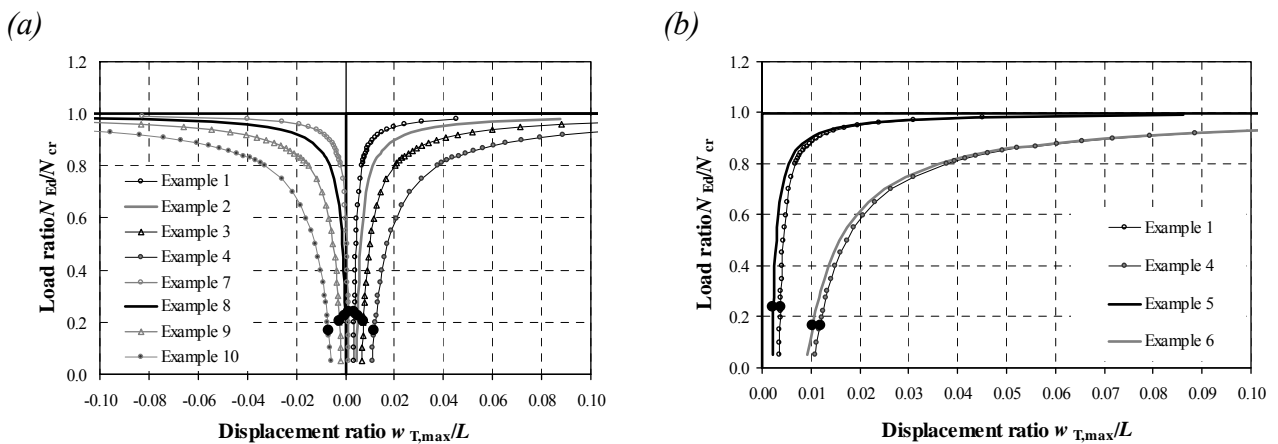 (a)
(b)
Load ratio N Ed/N cr
1.2
1.0
0.8
0.6
0.4
0.2
0.0
Example 1
Example 2
Example 3
Example 4
Example 7
Example 8
Example 9
Example 10
-0.10 -0.08 -0.06 -0.04 -0.02 0.00 0.02 0.04 0.06 0.08 0.10
Displacement ratio w T,max/L
Load ratio N Ed/N cr
1.2
1.0
0.8
0.6
0.4
0.2
0.0
Example 1
Example 4
Example 5
Example 6
0.00 0.01 0.02 0.03 0.04 0.05 0.06 0.07 0.08 0.09 0.10
Displacement ratio w T,max/L